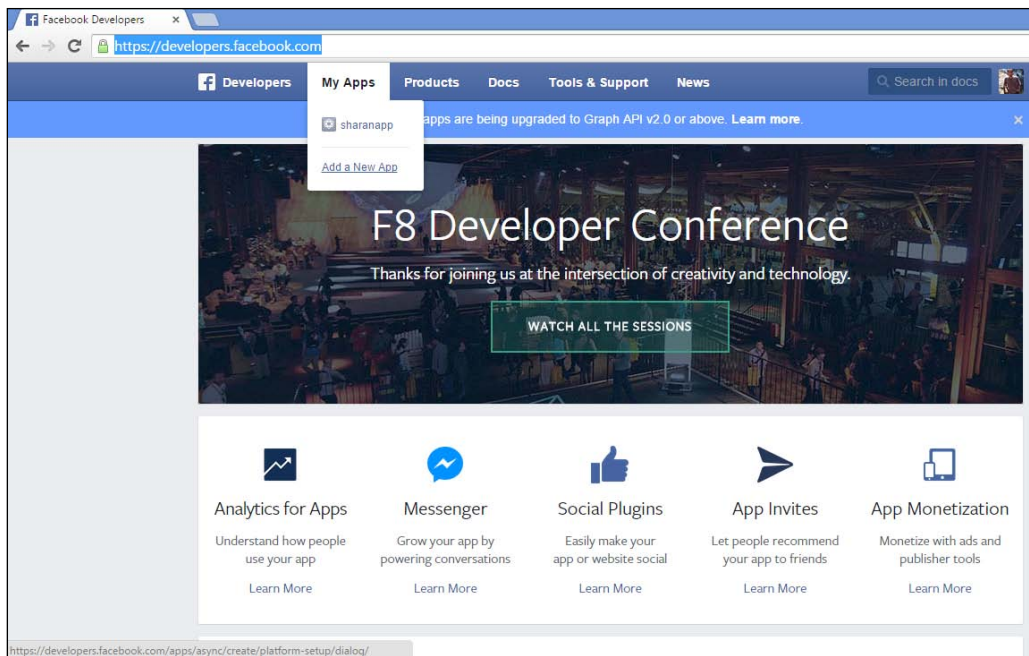 Facebook Developers
https://developers.facebook.com
Developers My Apps Products Docs Tools & Support News Search in docs
sharanapp
apps are being upgraded to Graph API v2.0 or above. Learn more.
Add a New App
F8 Developer Conference
Thanks for joining us at the intersection of creativity and technology.
WATCH ALL THE SESSIONS
Analytics for Apps
Understand how people
use your app
Learn More
Messenger
Grow your app by
powering conversations
Learn More
Social Plugins
Easily make your
app or website social
Learn More
App Invites
Let people recommend
your app to friends
Learn More
App Monetization
Monetize with ads and
publisher tools
Learn More
https://developers.facebook.com/apps/async/create/platform-setup/dialog/